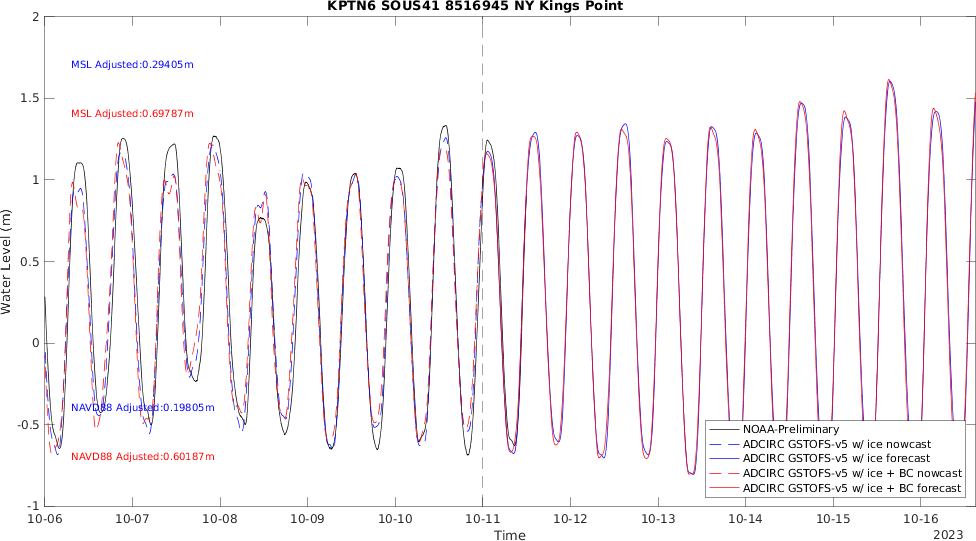 KPTN6 SOUS41 8516945 NY Kings Point
2
1.5
1
0.5
0
-0.5
-1
Water Level (m)
MSL Adjusted:0.29405m
MSL Adjusted:0.69787m
NAVD88 Adjusted:0.19805m
NAVD88 Adjusted:0.60187m
NOAA-Preliminary
ADCIRC GSTOFS-v5 w/ ice nowcast
ADCIRC GSTOFS-v5 w/ ice forecast
ADCIRC GSTOFS-v5 w/ ice + BC nowcast
ADCIRC GSTOFS-v5 w/ ice + BC forecast
10-06 10-07 10-08 10-09 10-10 10-11 10-12 10-13 10-14 10-15 10-16
Time
2023